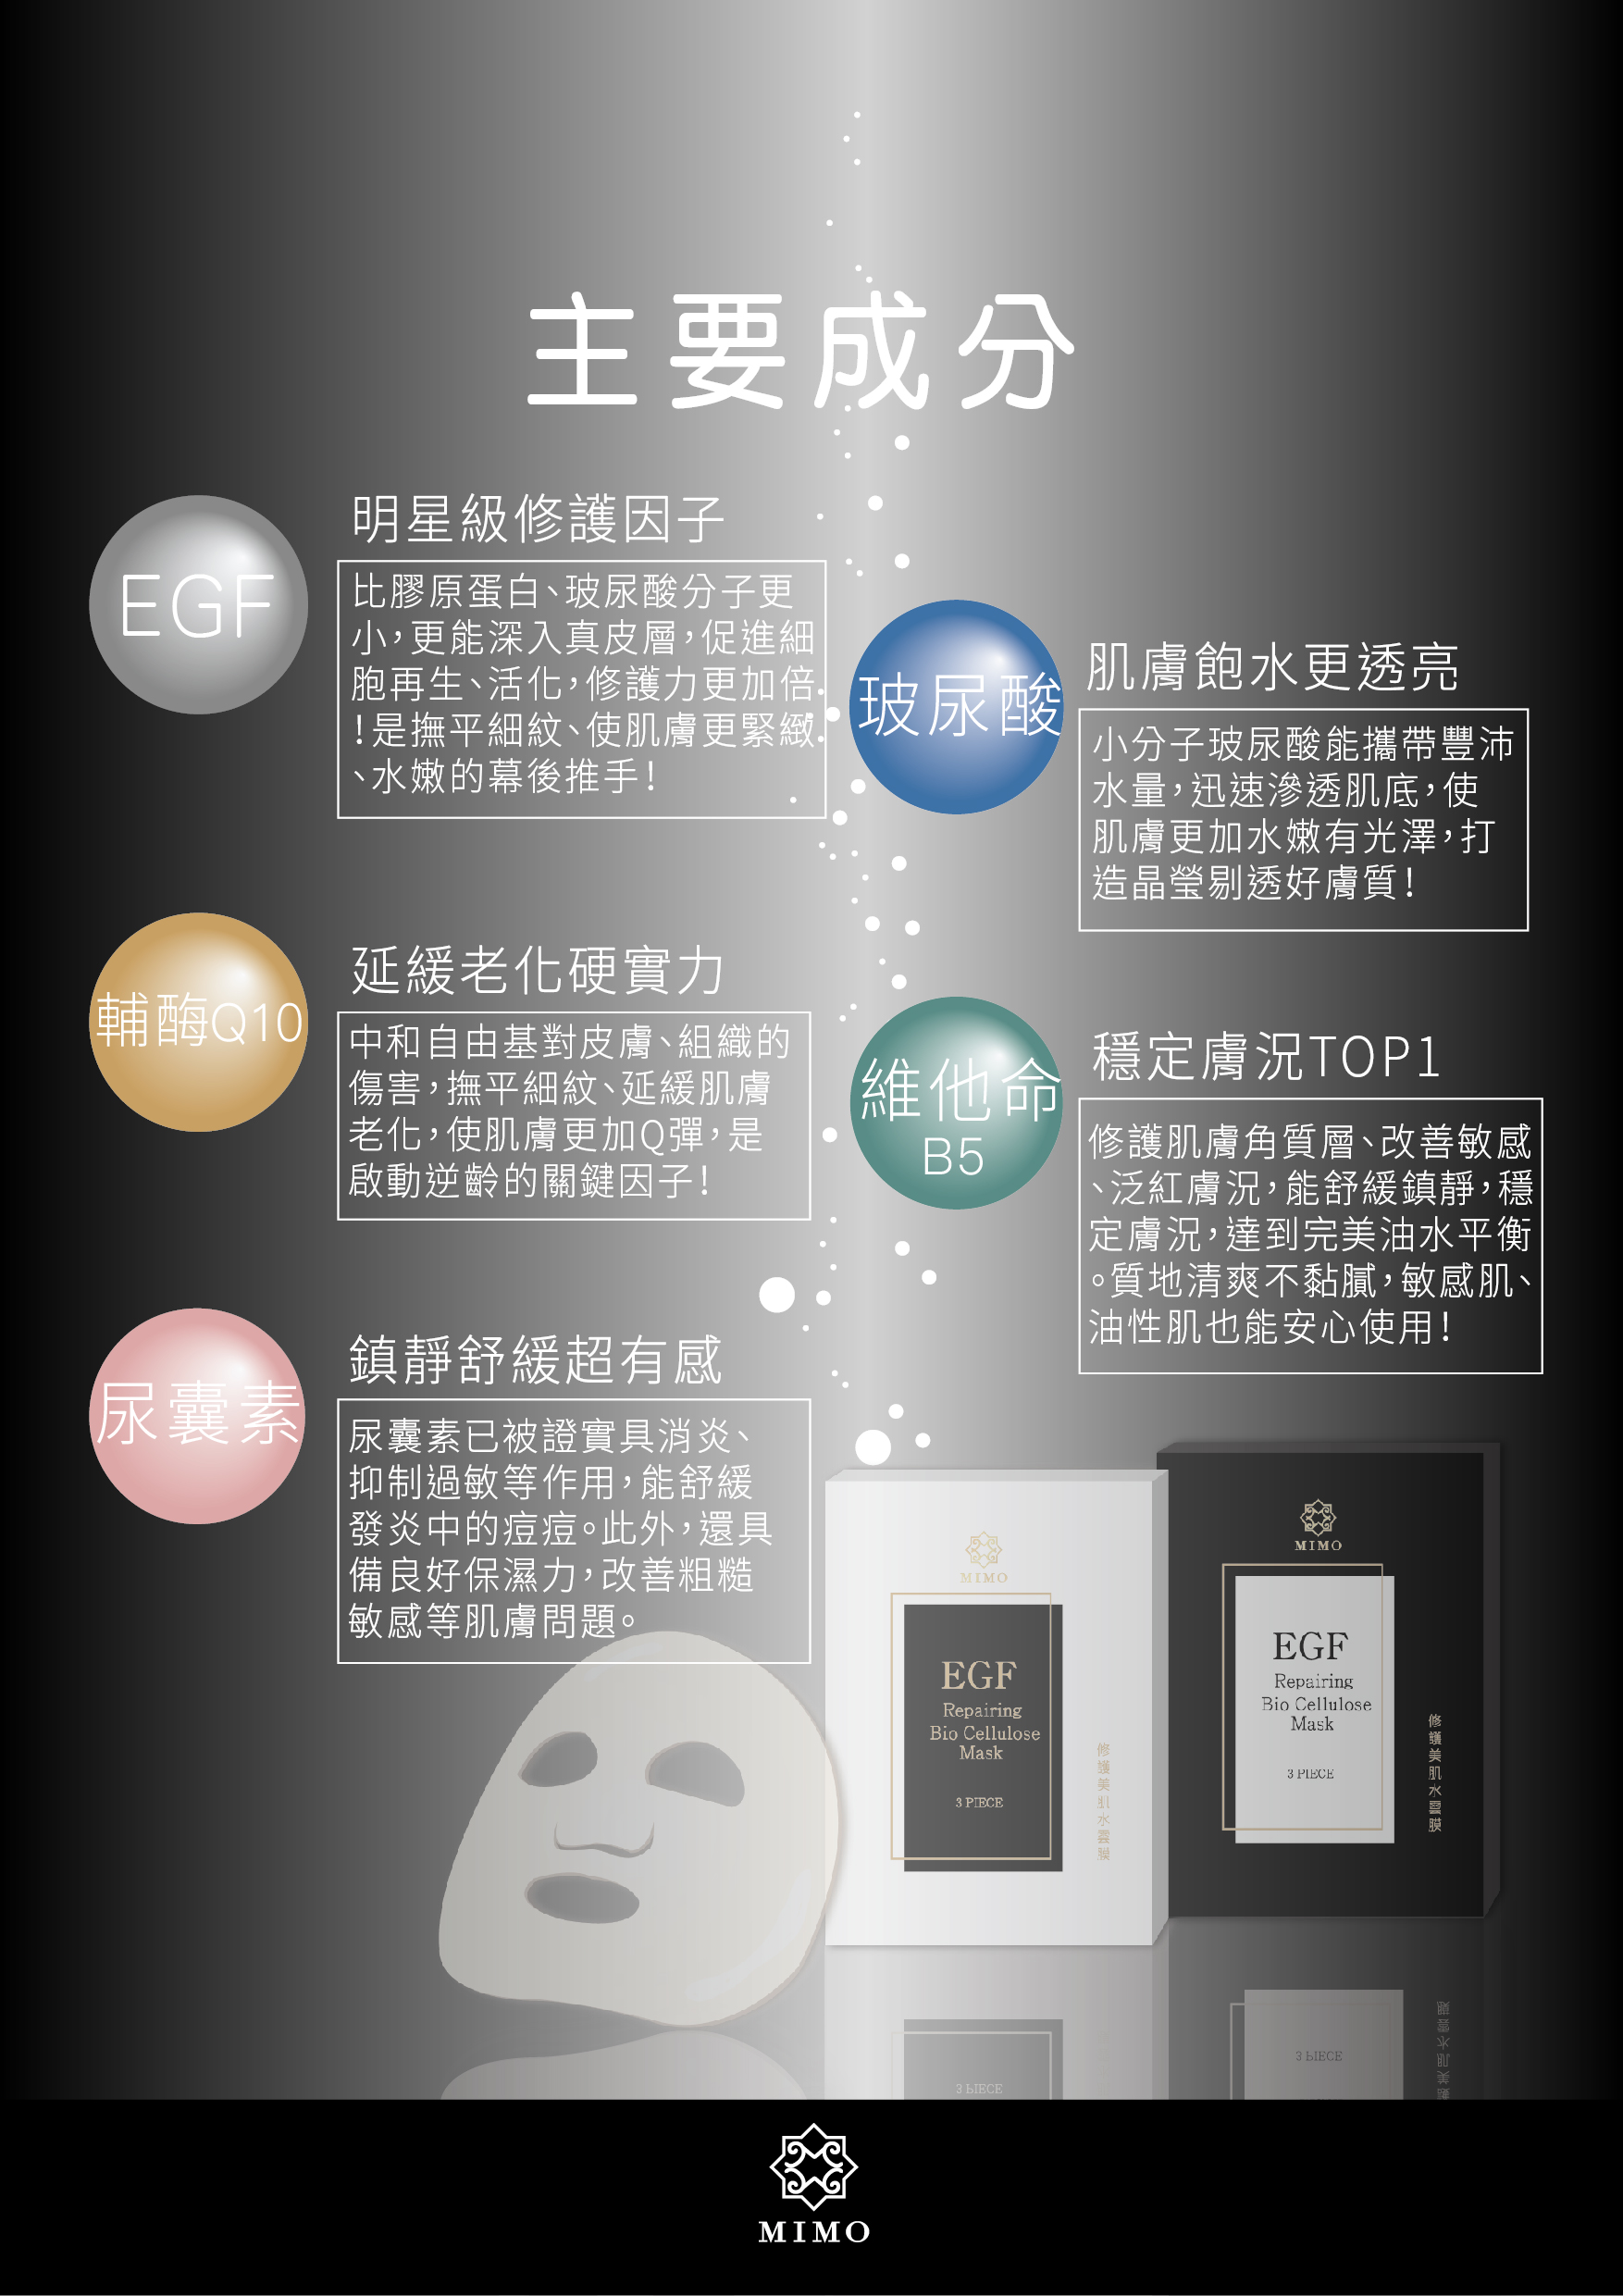 主要成分
EGF
明星級修護因子
比膠原蛋白、玻尿酸分子更
小，更能深入真皮層，促進細
胞再生、活化，修護力更加倍
！是撫平細紋、使肌膚更緊緻
、水嫩的幕後推手！
玻尿酸
肌膚飽水更透亮
小分子玻尿酸能攜帶豐沛
水量，迅速滲透肌底，使
肌膚更加水嫩有光澤，打
造晶瑩剔透好膚質！
輔酶Q10
延緩老化硬實力
中和自由基對皮膚、組織的
傷害，撫平細紋、延緩肌膚
老化，使肌膚更加Q彈，是
啟動逆齡的關鍵因子！
維他命
B5
穩定膚況TOP1
修護肌膚角質層、改善敏感
、泛紅膚況，能舒緩鎮靜，穩
定膚況，達到完美油水平衡
。質地清爽不黏膩，敏感肌、
油性肌也能安心使用！
尿囊素
鎮靜舒緩超有感
尿囊素已被證實具消炎、
抑制過敏等作用，能舒緩
發炎中的痘痘。此外，還具
備良好保濕力，改善粗糙
敏感等肌膚問題。
MIMO
EGF
Repairing
Bio Cellulose
Mask
3 PIECE
修護美肌水靈膜
MIMO
EGF
Repairing
Bio Cellulose
Mask
3 PIECE
修護美肌水靈膜
3 PIECE
3 PIECE
MIMO